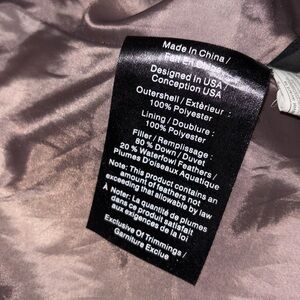 Made In China /
Fait En Chine
Designed In USA /
Conception USA
Outershell / Extérieur :
100% Polyester
Lining / Doublure :
100% Polyester
Filler / Remplissage :
80 % Down / Duvet
20 % Waterfowl Feathers /
Plumes D'oiseaux Aquatique
Note: This product contains an
amount of feathers not
exceeding that allowable by law
À Noter: La quantité de plumes
dans ce produit satisfait
aux exigences de la loi
Exclusive Of Trimmings /
Garniture Exclue